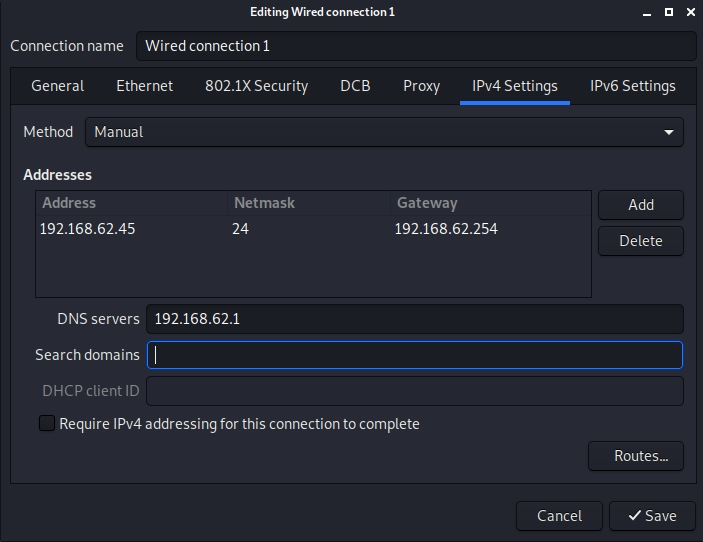 Editing Wired connection 1
Connection name Wired connection 1
General Ethernet 802.1X Security DCB Proxy IPv4 Settings IPv6 Settings
Method Manual
Addresses
Address Netmask Gateway
192.168.62.45 24 192.168.62.254
Add
Delete
DNS servers 192.168.62.1
Search domains
DHCP client ID
Require IPv4 addressing for this connection to complete
Routes...
Cancel Save